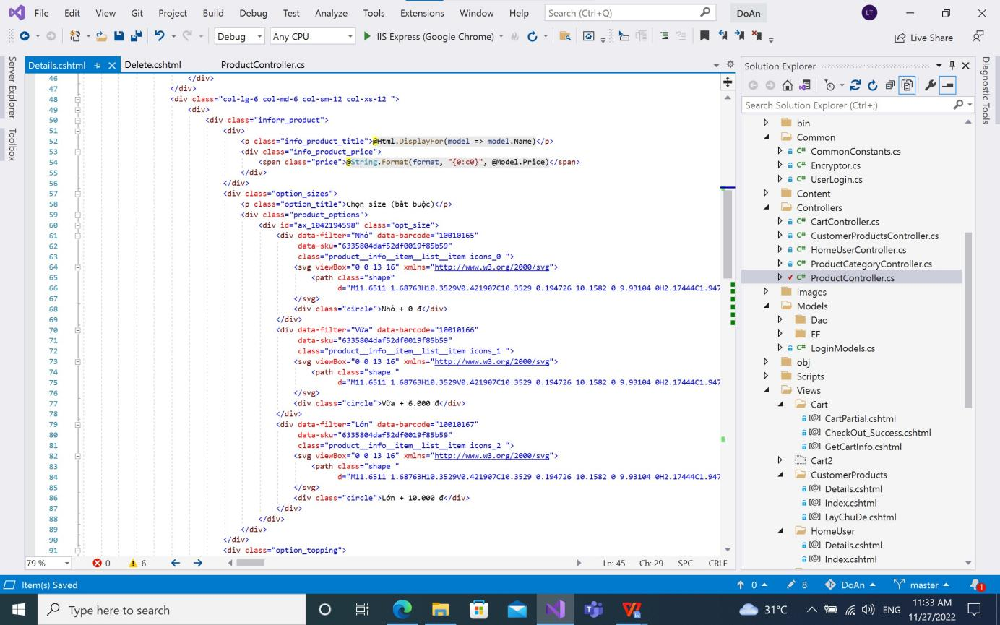 File Edit View Git Project Build Debug Test Analyze Tools Extensions Window Help Search (Ctrl+Q) DoAn LT
Debug Any CPU IIS Express (Google Chrome) Live Share
Server Explorer
Toolbox
Details.cshtml Delete.cshtml ProductController.cs
46 </div>
47 </div>
48 <div class="col-lg-6 col-md-6 col-sm-12 col-xs-12 ">
49 <div>
50 <div class="inforr_product">
51 <div>
52 <p class="info_product_title">@Html.DisplayFor(model => model.Name)</p>
53 <div class="info_product_price">
54 <span class="price">@String.Format(format, "{0:c0}", @Model.Price)</span>
55 </div>
56 </div>
57 <div class="option_sizes">
58 <p class="option_title">Chọn size (bắt buộc)</p>
59 <div class="product_options">
60 <div id="ax_1042194598" class="opt_size">
61 <div data-filter="Nhỏ" data-barcode="10010165"
62 data-sku="6335804daf52df0019f85b59"
63 class="product__info__item__list__item icons_0 ">
64 <svg viewBox="0 0 13 16" xmlns="http://www.w3.org/2000/svg">
65 <path class="shape"
66 d="M11.6511 1.68763H10.3529V0.421907C10.3529 0.194726 10.1582 0 9.93104 0H2.17444C1.947
67 </svg>
68 <div class="circle">Nhỏ + 0 đ</div>
69 </div>
70 <div data-filter="Vừa" data-barcode="10010166"
71 data-sku="6335804daf52df0019f85b59"
72 class="product__info__item__list__item icons_1 ">
73 <svg viewBox="0 0 13 16" xmlns="http://www.w3.org/2000/svg">
74 <path class="shape "
75 d="M11.6511 1.68763H10.3529V0.421907C10.3529 0.194726 10.1582 0 9.93104 0H2.17444C1.947
76 </svg>
77 <div class="circle">Vừa + 6.000 đ</div>
78 </div>
79 <div data-filter="Lớn" data-barcode="10010167"
80 data-sku="6335804daf52df0019f85b59"
81 class="product__info__item__list__item icons_2 ">
82 <svg viewBox="0 0 13 16" xmlns="http://www.w3.org/2000/svg">
83 <path class="shape "
84 d="M11.6511 1.68763H10.3529V0.421907C10.3529 0.194726 10.1582 0 9.93104 0H2.17444C1.947
85 </svg>
86 <div class="circle">Lớn + 10.000 đ</div>
87 </div>
88 </div>
89 </div>
90 </div>
91 <div class="option_topping">
79 % 0 6 Ln: 45 Ch: 29 SPC CRLF
Solution Explorer
Search Solution Explorer (Ctrl+;)
bin
Common
C# CommonConstants.cs
C# Encryptor.cs
C# UserLogin.cs
Content
Controllers
C# CartController.cs
C# CustomerProductsController.cs
C# HomeUserController.cs
C# ProductCategoryController.cs
C# ProductController.cs
Images
Models
Dao
EF
C# LoginModels.cs
obj
Scripts
Views
Cart
[@] CartPartial.cshtml
[@] CheckOut_Success.cshtml
[@] GetCartInfo.cshtml
Cart2
CustomerProducts
[@] Details.cshtml
[@] Index.cshtml
[@] LayChuDe.cshtml
HomeUser
[@] Details.cshtml
[@] Index.cshtml
Diagnostic Tools
Item(s) Saved 0 8 DoAn master 1
Type here to search 31°C ENG 11:33 AM
11/27/2022